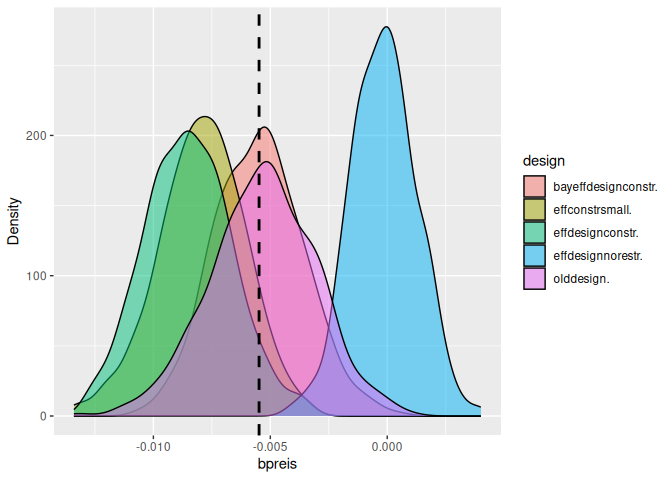 Density
200
100
0
-0.010
-0.005
0.000
bpreis
design
bayeffdesignconstr.
effconstrsmall.
effdesignconstr.
effdesignnorestr.
olddesign.